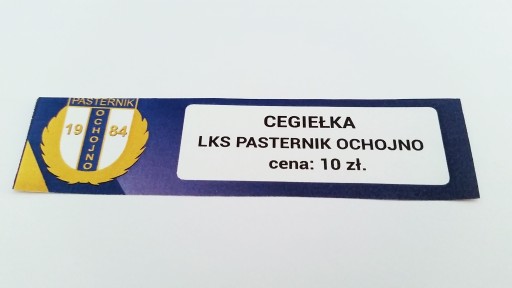 PASTERNIK
OCHOJNO
19 84
CEGIEŁKA
LKS PASTERNIK OCHOJNO
cena: 10 zł.